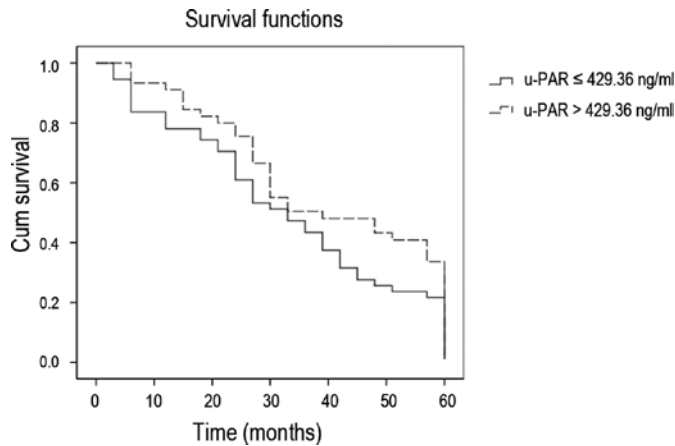 Survival functions
1.0
0.8
0.6
0.4
0.2
0.0
Cum survival
0 10 20 30 40 50 60
Time (months)
u-PAR ≤ 429.36 ng/ml
u-PAR > 429.36 ng/ml